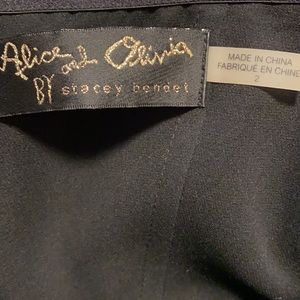 Alice and Olivia
BY stacey bendet
MADE IN CHINA
FABRIQUÉ EN CHINE
2